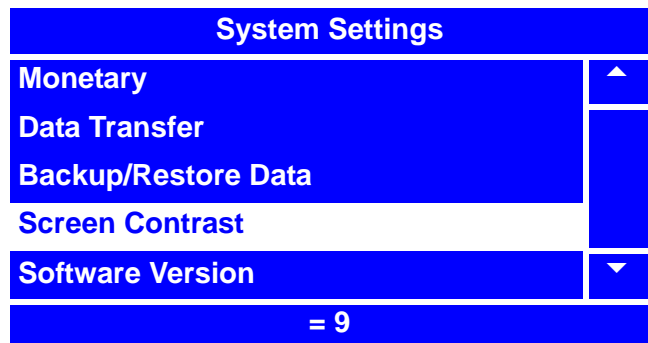 System Settings
Monetary
Data Transfer
Backup/Restore Data
Screen Contrast
Software Version
= 9